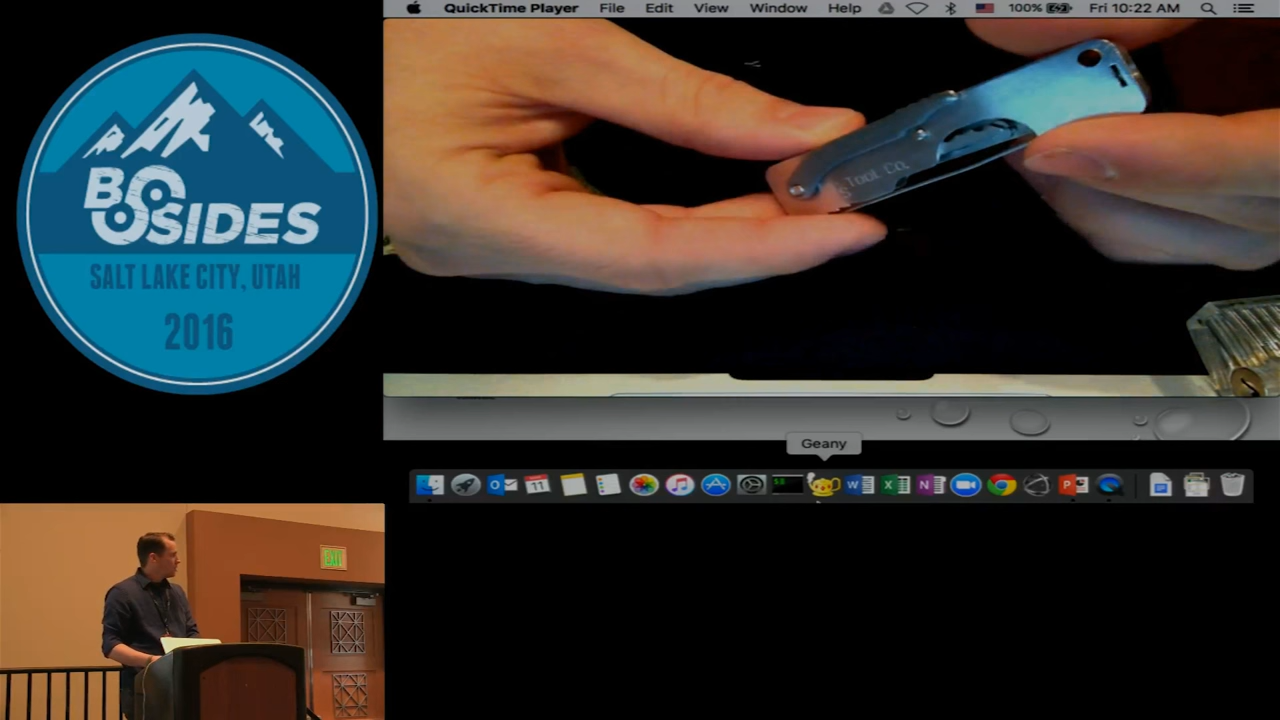 QuickTime Player File Edit View Window Help 100% Fri 10:22 AM
BSIDES
SALT LAKE CITY, UTAH
2016
Tool Co.
Geany
11
EXIT